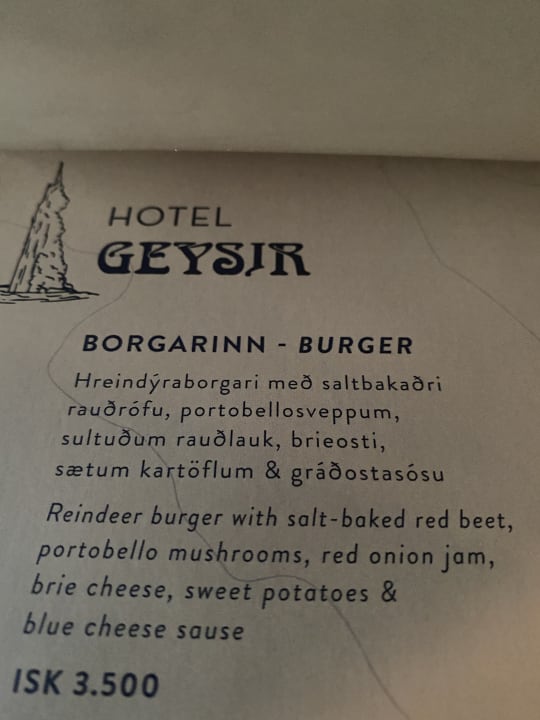 HOTEL
GEYSIR
BORGARINN - BURGER
Hreindýraborgari með saltbakaðri
rauðrófu, portobellosveppum,
sultuðum rauðlauk, brieosti,
sætum kartöflum & gráðostasósu
Reindeer burger with salt-baked red beet,
portobello mushrooms, red onion jam,
brie cheese, sweet potatoes &
blue cheese sause
ISK 3.500